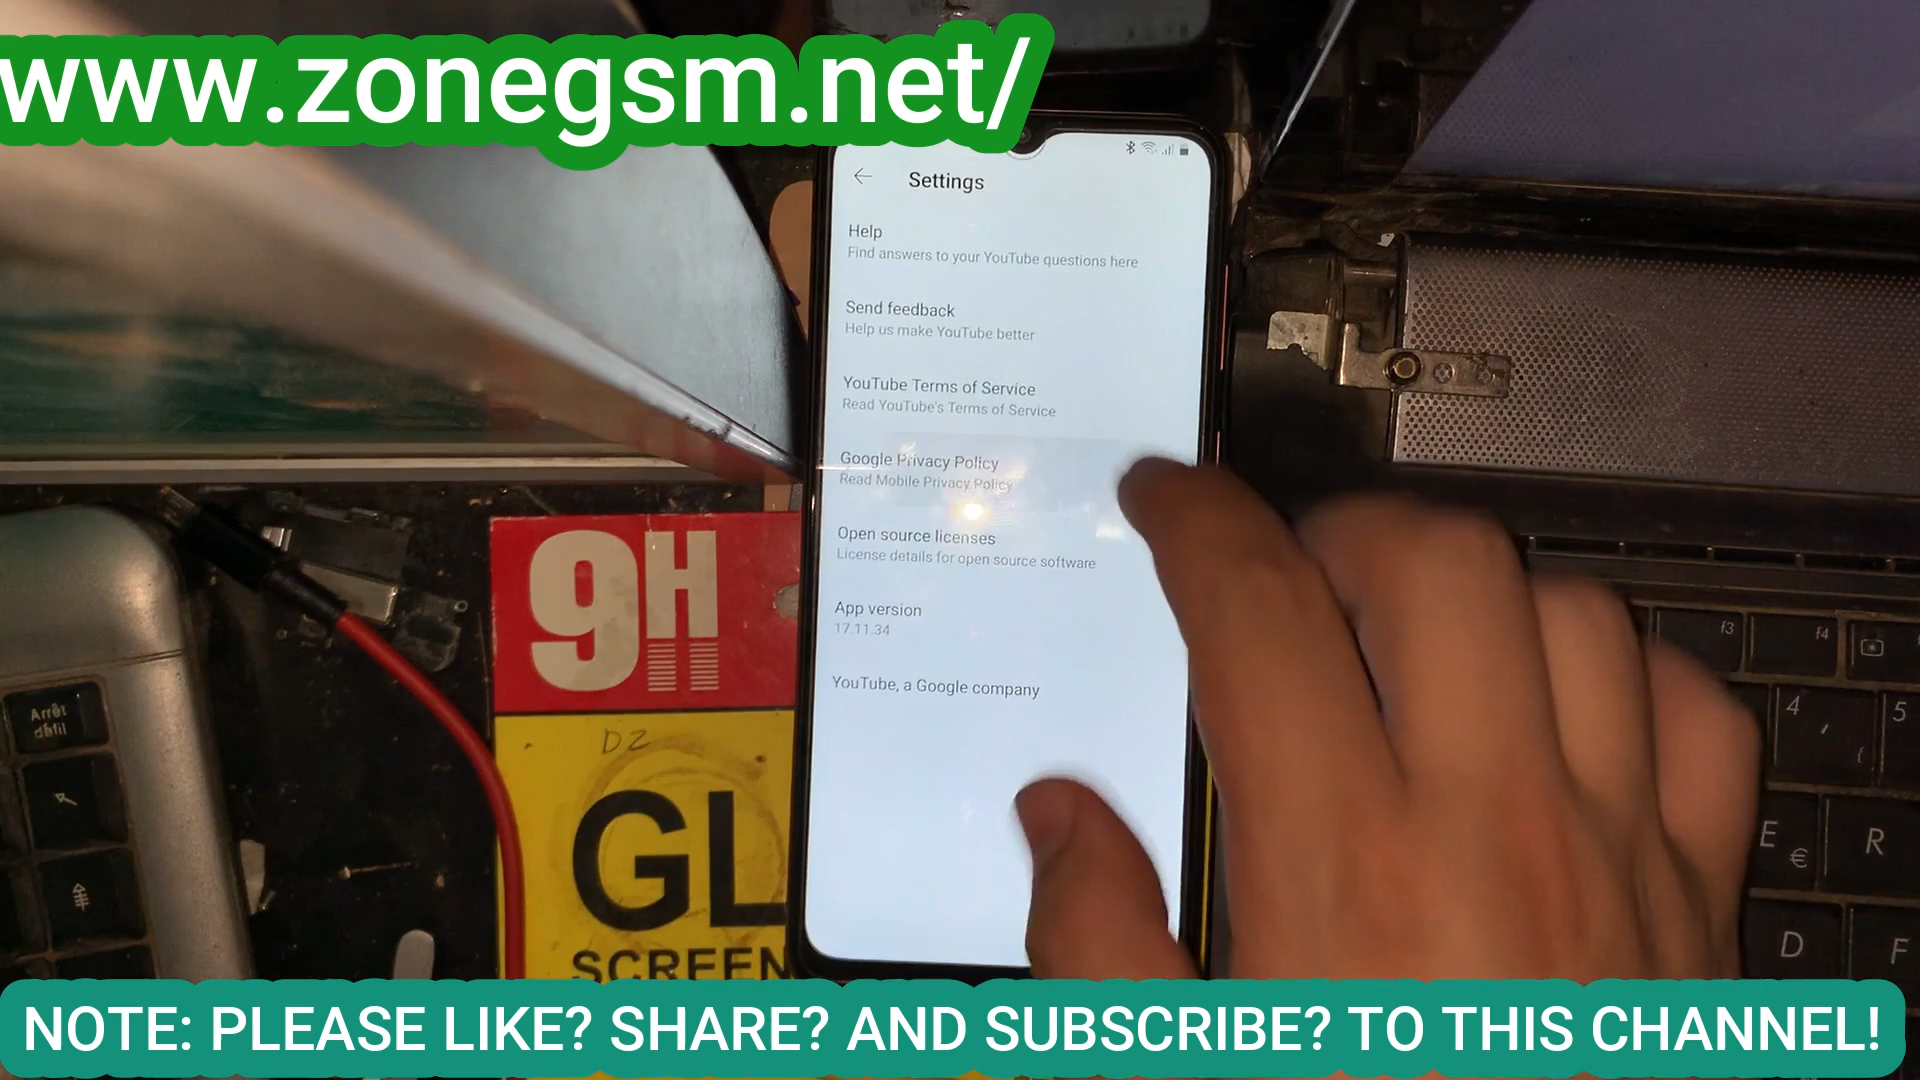 www.zonegsm.net/
Settings
Help
Find answers to your YouTube questions here
Send feedback
Help us make YouTube better
YouTube Terms of Service
Read YouTube's Terms of Service
Google Privacy Policy
Read Mobile Privacy Policy
Open source licenses
License details for open source software
App version
17.11.34
YouTube, a Google company
9H
DZ
GL
SCREEN
Arrêt
défil
f3
f4
4
5
E
€
R
D
F
NOTE: PLEASE LIKE? SHARE? AND SUBSCRIBE? TO THIS CHANNEL!